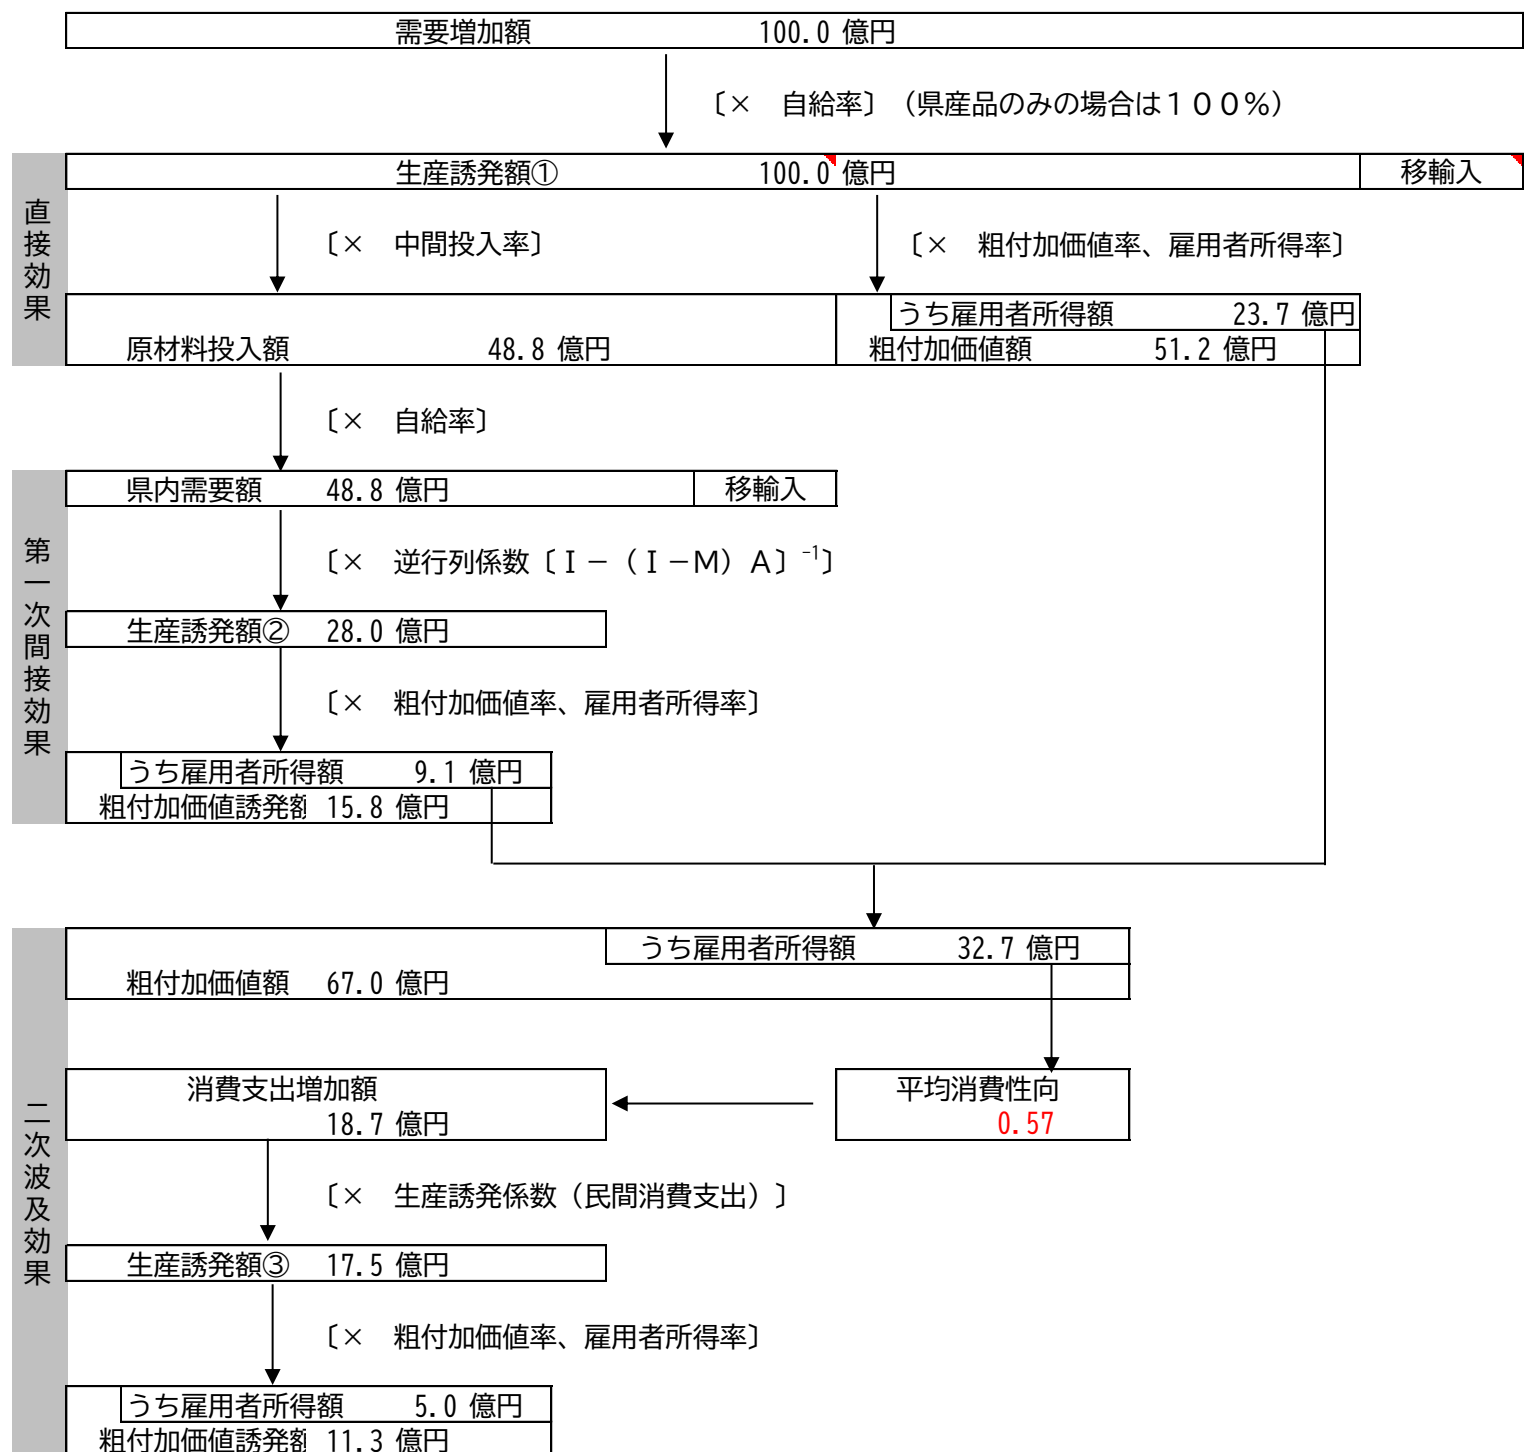 需要増加額 100.0 億円
〔× 自給率〕（県産品のみの場合は１００％）
直接効果
生産誘発額① 100.0 億円 移輸入
〔× 中間投入率〕 〔× 粗付加価値率、雇用者所得率〕
うち雇用者所得額 23.7 億円
原材料投入額 48.8 億円 粗付加価値額 51.2 億円
〔× 自給率〕
第一次間接効果
県内需要額 48.8 億円 移輸入
〔× 逆行列係数〔Ｉ－（Ｉ－Ｍ）Ａ〕⁻¹〕
生産誘発額② 28.0 億円
〔× 粗付加価値率、雇用者所得率〕
うち雇用者所得額 9.1 億円
粗付加価値誘発額 15.8 億円
二次波及効果
うち雇用者所得額 32.7 億円
粗付加価値額 67.0 億円
消費支出増加額 平均消費性向
18.7 億円 0.57
〔× 生産誘発係数（民間消費支出）〕
生産誘発額③ 17.5 億円
〔× 粗付加価値率、雇用者所得率〕
うち雇用者所得額 5.0 億円
粗付加価値誘発額 11.3 億円